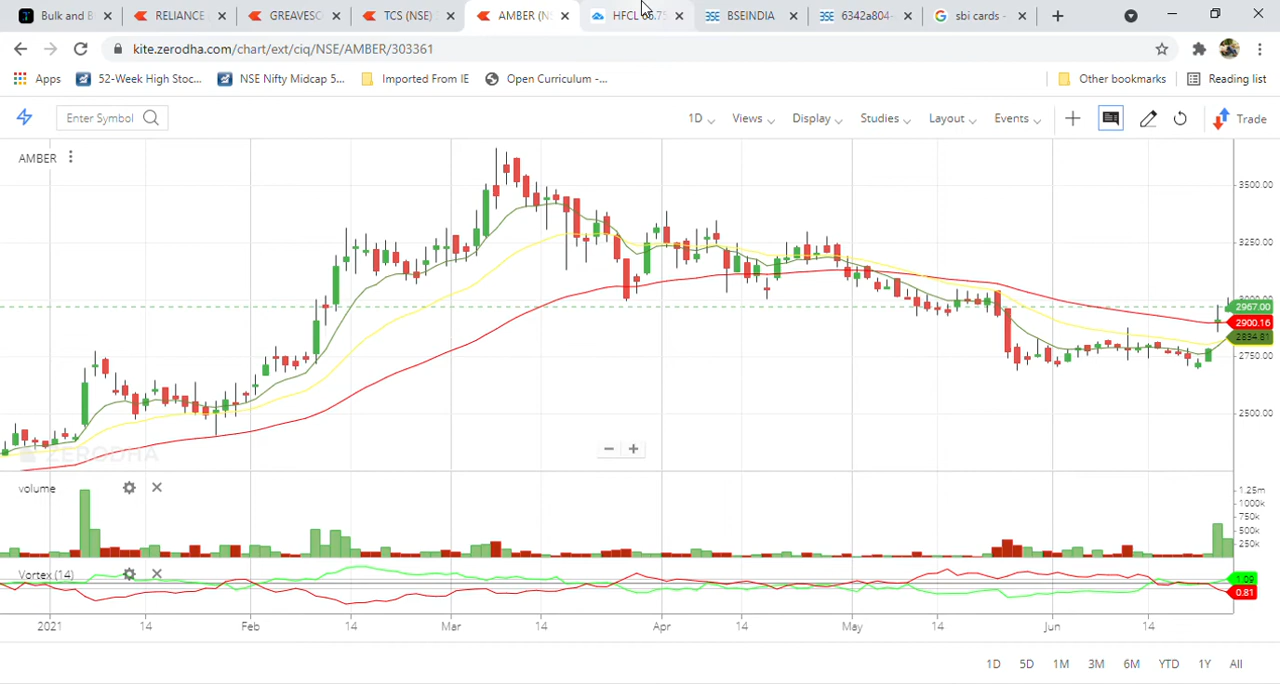 Bulk and B
RELIANCE
GREAVESC
TCS (NSE)
AMBER (N
HFCL
BSEINDIA
6342a804-
sbi cards -
kite.zerodha.com/chart/ext/ciq/NSE/AMBER/303361
Apps 52-Week High Stoc... NSE Nifty Midcap 5... Imported From IE Open Curriculum -... Other bookmarks Reading list
Enter Symbol 1D Views Display Studies Layout Events Trade
AMBER
3500.00
3250.00
2967.00
2900.16
2834.81
2750.00
2500.00
ZERODHA
volume
1.25m
1000k
750k
500k
250k
Vortex (14)
1.09
0.81
2021 14 Feb 14 Mar 14 Apr 14 May 14 Jun 14
1D 5D 1M 3M 6M YTD 1Y All